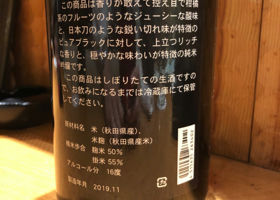 この商品は香りが敢えて控え目で柑橘
系のフルーツのようなジューシーな酸味
と、日本刀のような鋭い切れ味が特徴の
ピュアブラックに対して、上立つリッチ
な香りと、穏やかな味わいが特徴の純米
吟醸です。
この商品はしぼりたての生酒ですの
で、お飲みになるまでは冷蔵庫にて保管
してください。
原材料名 米（秋田県産）、
米麹（秋田県産米）
精米歩合 麹米 50％
掛米 55％
アルコール分 16度
製造年月 2019.11